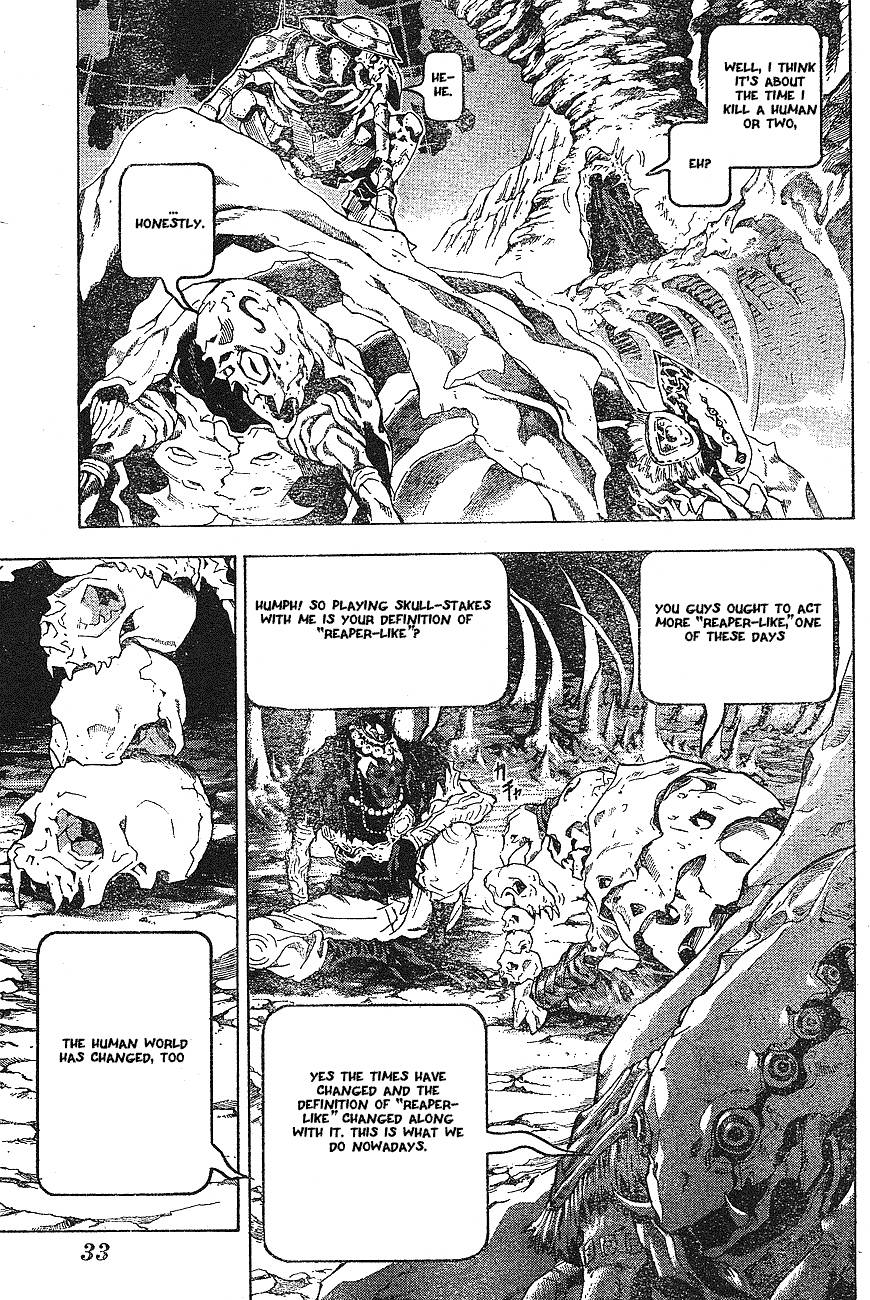 WELL, I THINK
IT'S ABOUT
THE TIME I
KILL A HUMAN
OR TWO,
EH?
HE-
HE.
...
HONESTLY.
YOU GUYS OUGHT TO ACT
MORE "REAPER-LIKE," ONE
OF THESE DAYS
HUMPH! SO PLAYING SKULL-STAKES
WITH ME IS YOUR DEFINITION OF
"REAPER-LIKE"?
YES THE TIMES HAVE
CHANGED AND THE
DEFINITION OF "REAPER-
LIKE" CHANGED ALONG
WITH IT. THIS IS WHAT WE
DO NOWADAYS.
THE HUMAN WORLD
HAS CHANGED, TOO
33